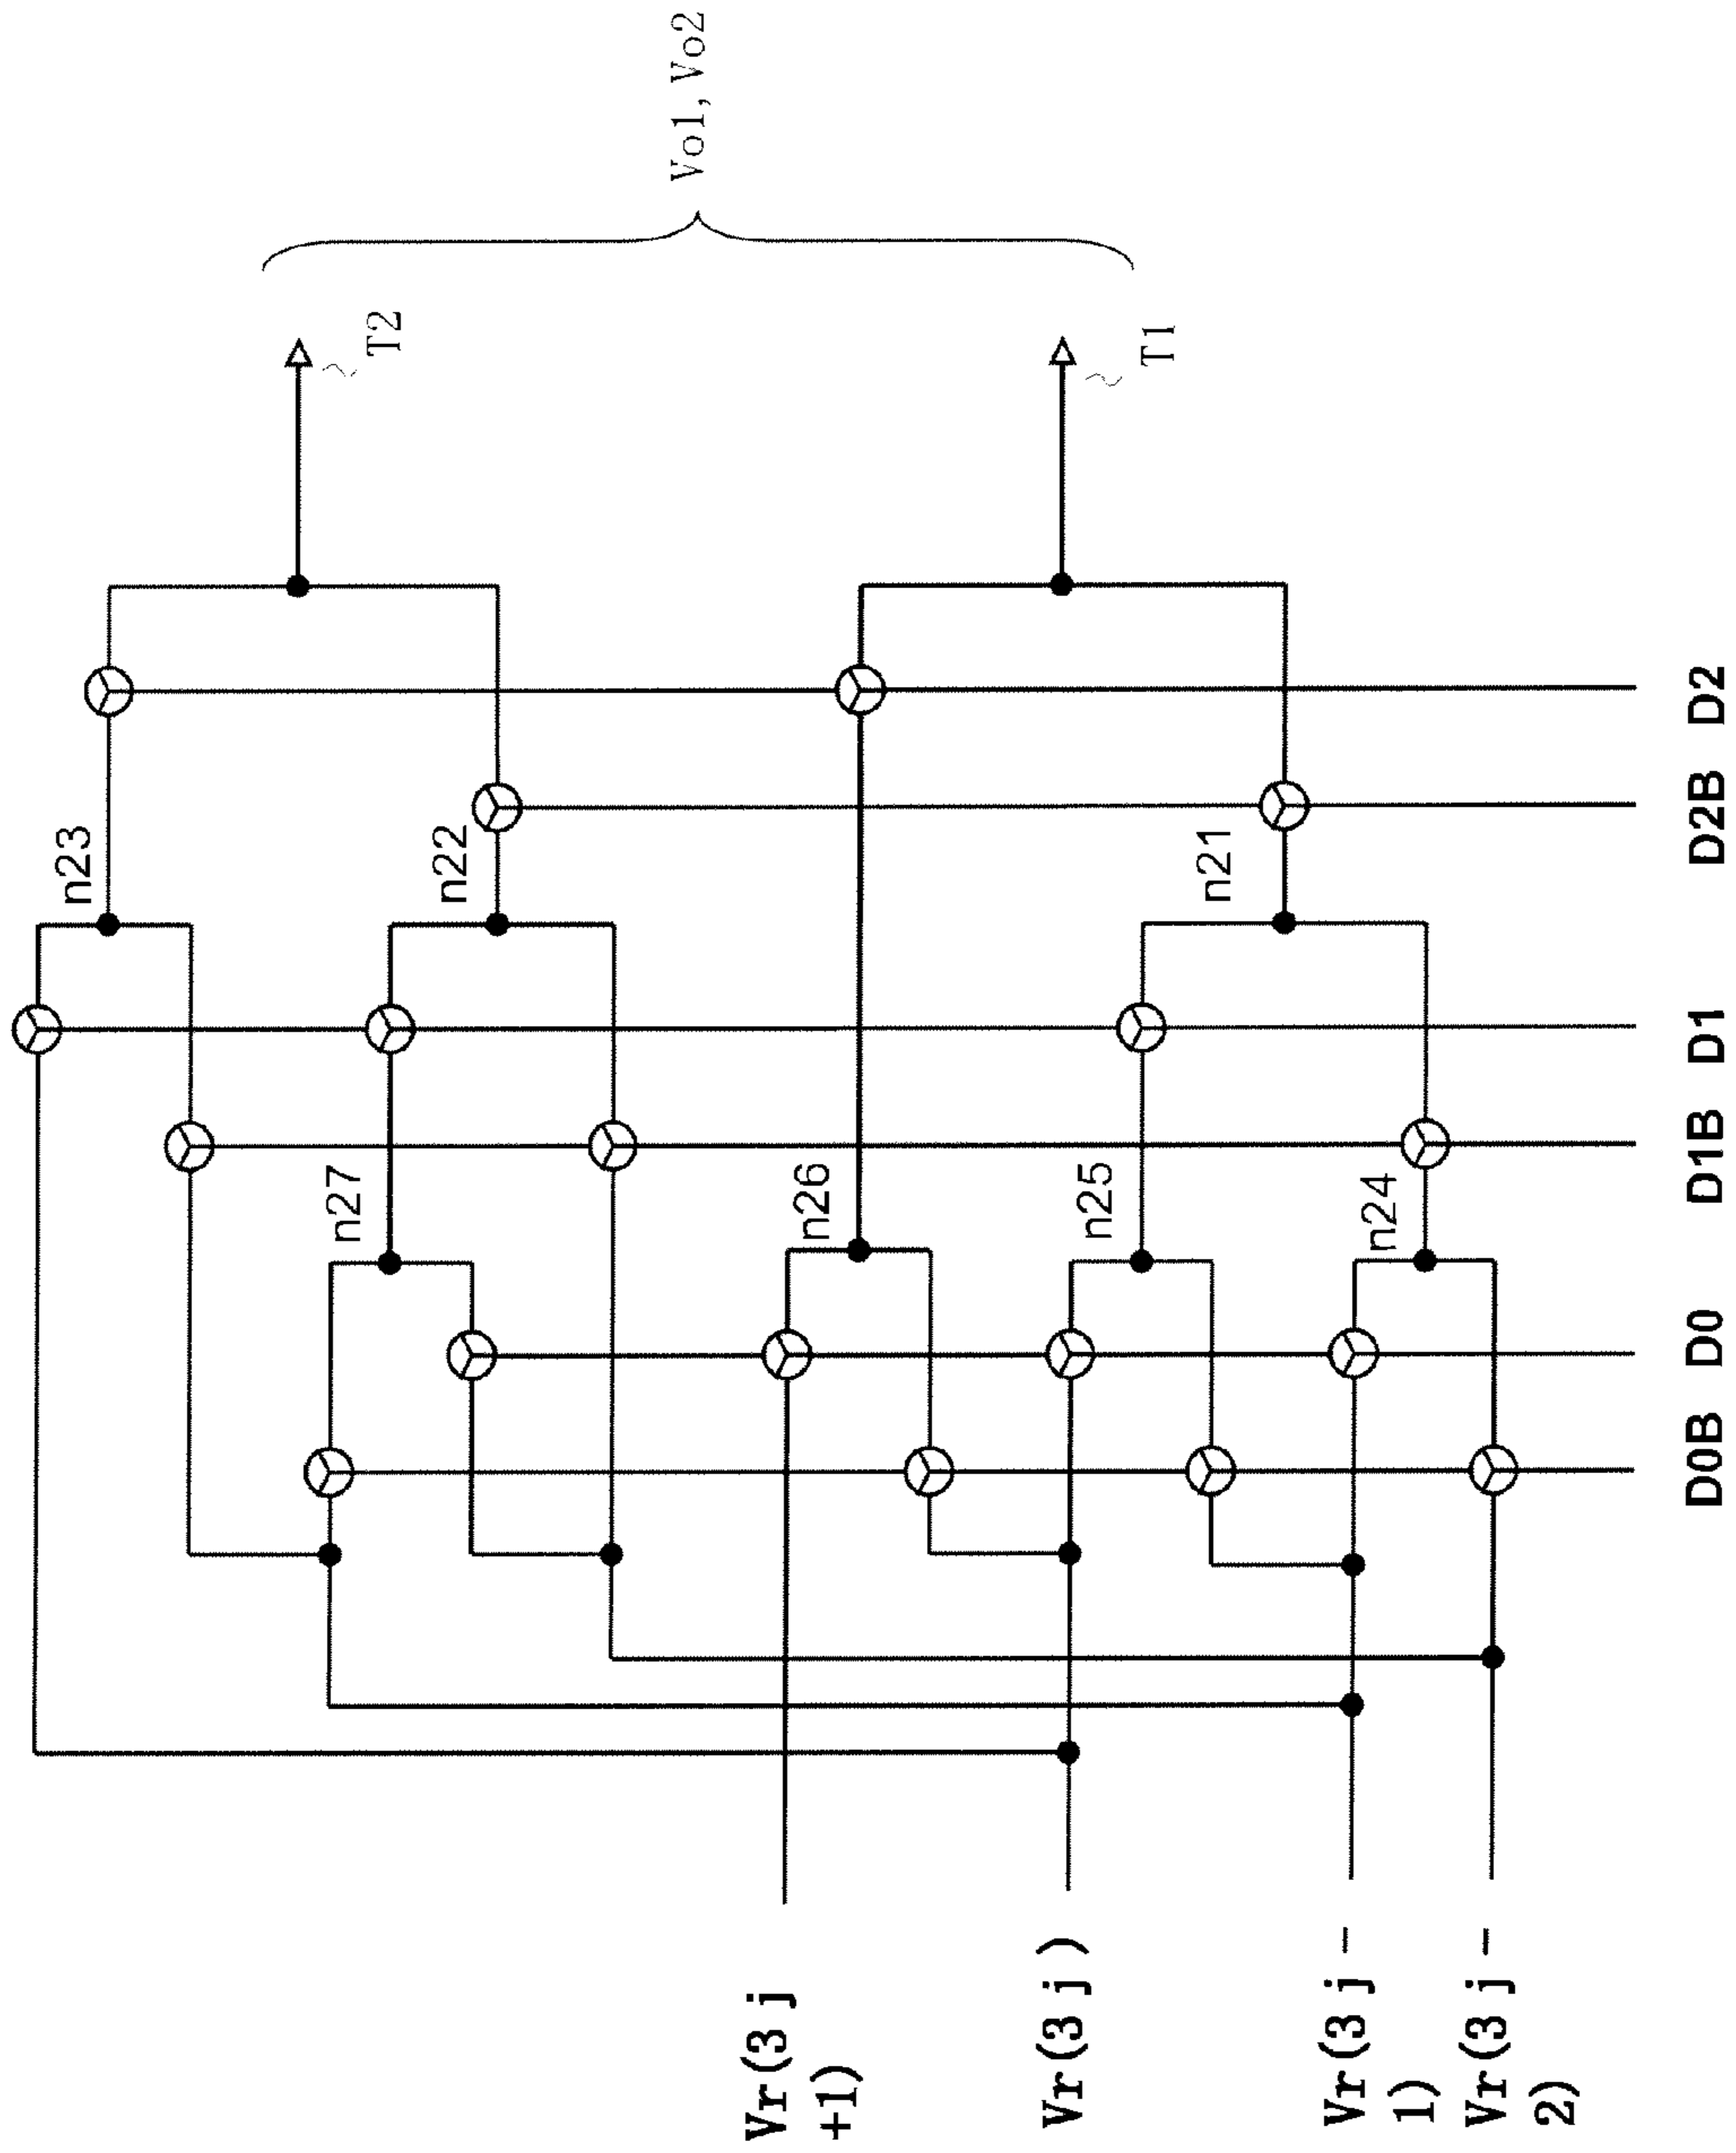 Vo1, Vo2
T2
T1
n23
n22
n21
n27
n26
n25
n24
D0B
D0
D1B
D1
D2B
D2
Vr(3j
+1)
Vr(3j)
Vr(3j-
1)
Vr(3j-
2)